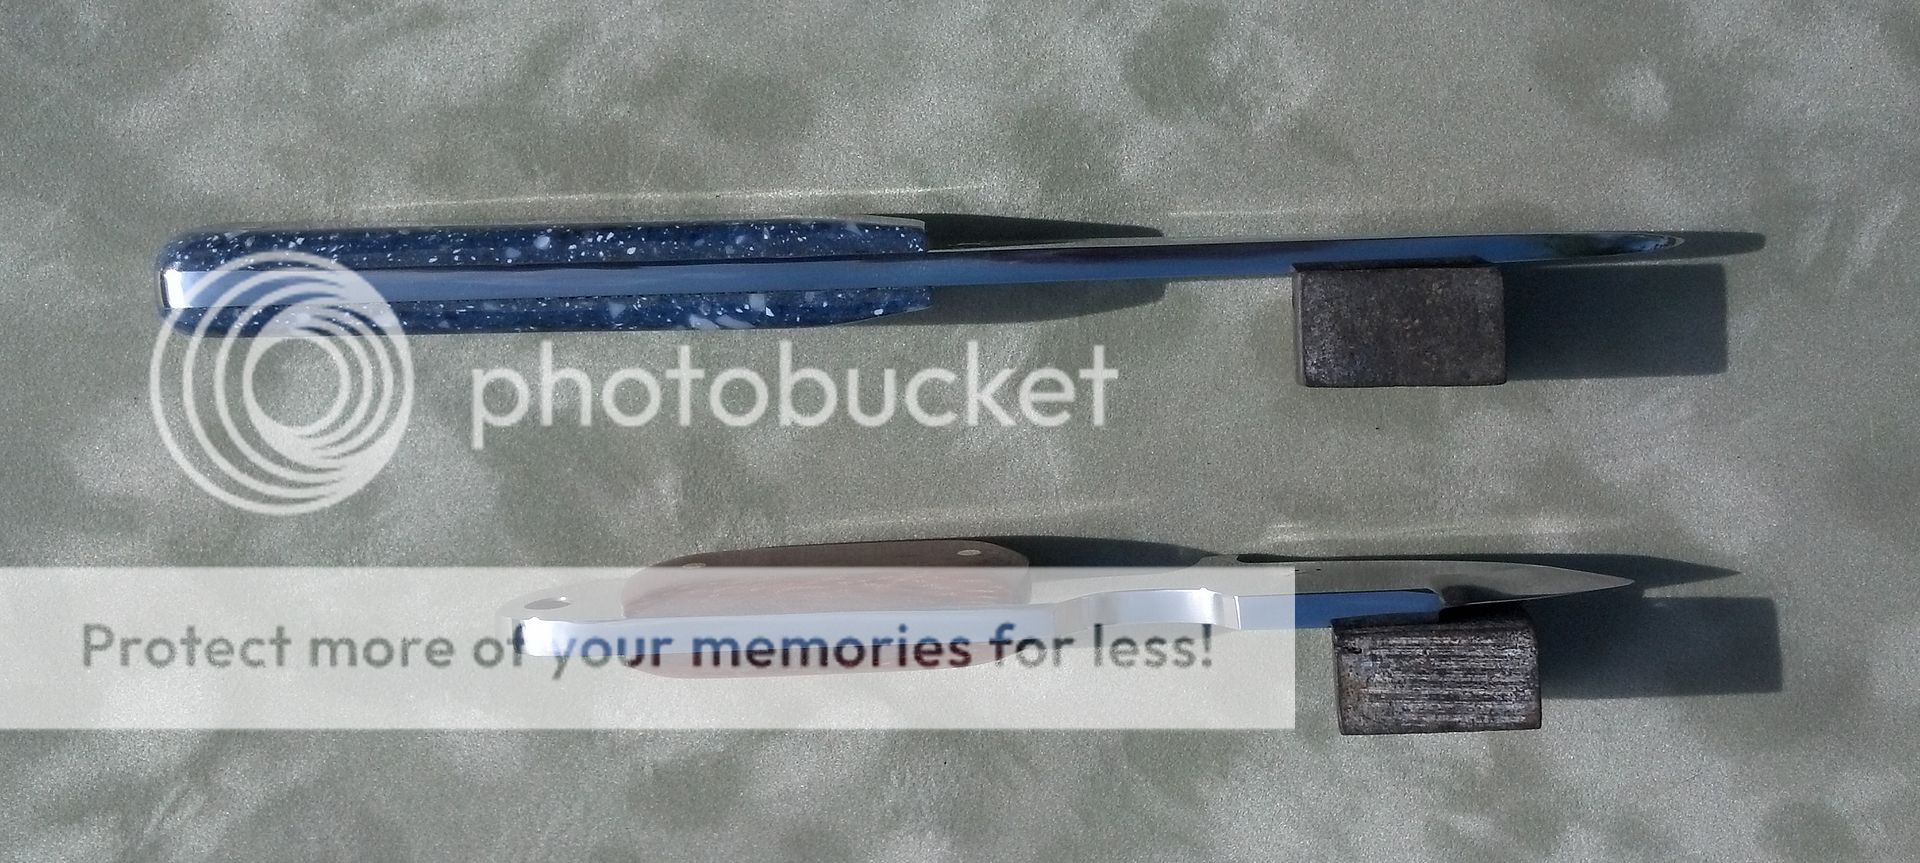 photobucket
Protect more of your memories for less!